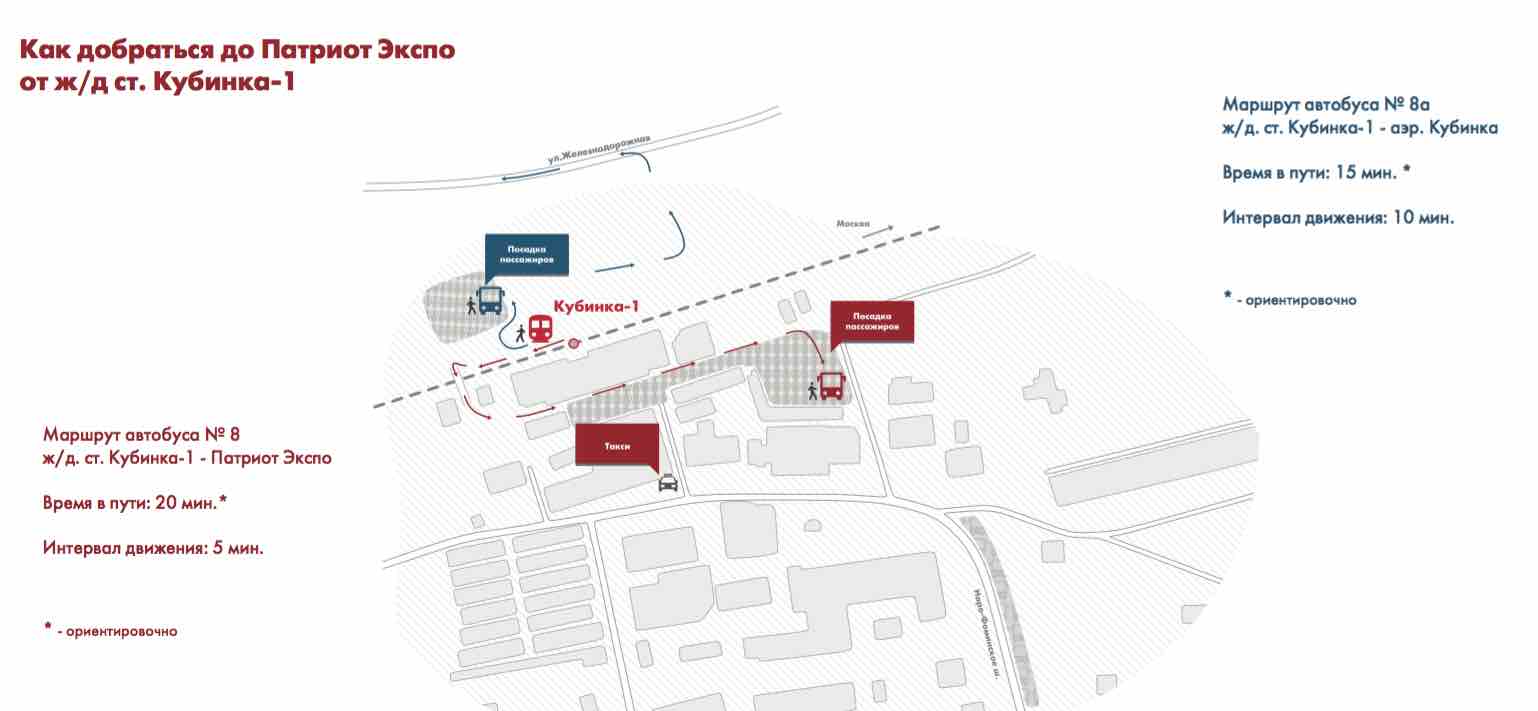 Как добраться до Патриот Экспо
от ж/д ст. Кубинка-1
Маршрут автобуса № 8а
ж/д. ст. Кубинка-1 - аэр. Кубинка
Время в пути: 15 мин. *
Интервал движения: 10 мин.
* - ориентировочно
ул.Железнодорожная
Москва
Посадка
пассажиров
Кубинка-1
Посадка
пассажиров
Такси
Маршрут автобуса № 8
ж/д. ст. Кубинка-1 - Патриот Экспо
Время в пути: 20 мин.*
Интервал движения: 5 мин.
* - ориентировочно
Наро-Фоминское ш.